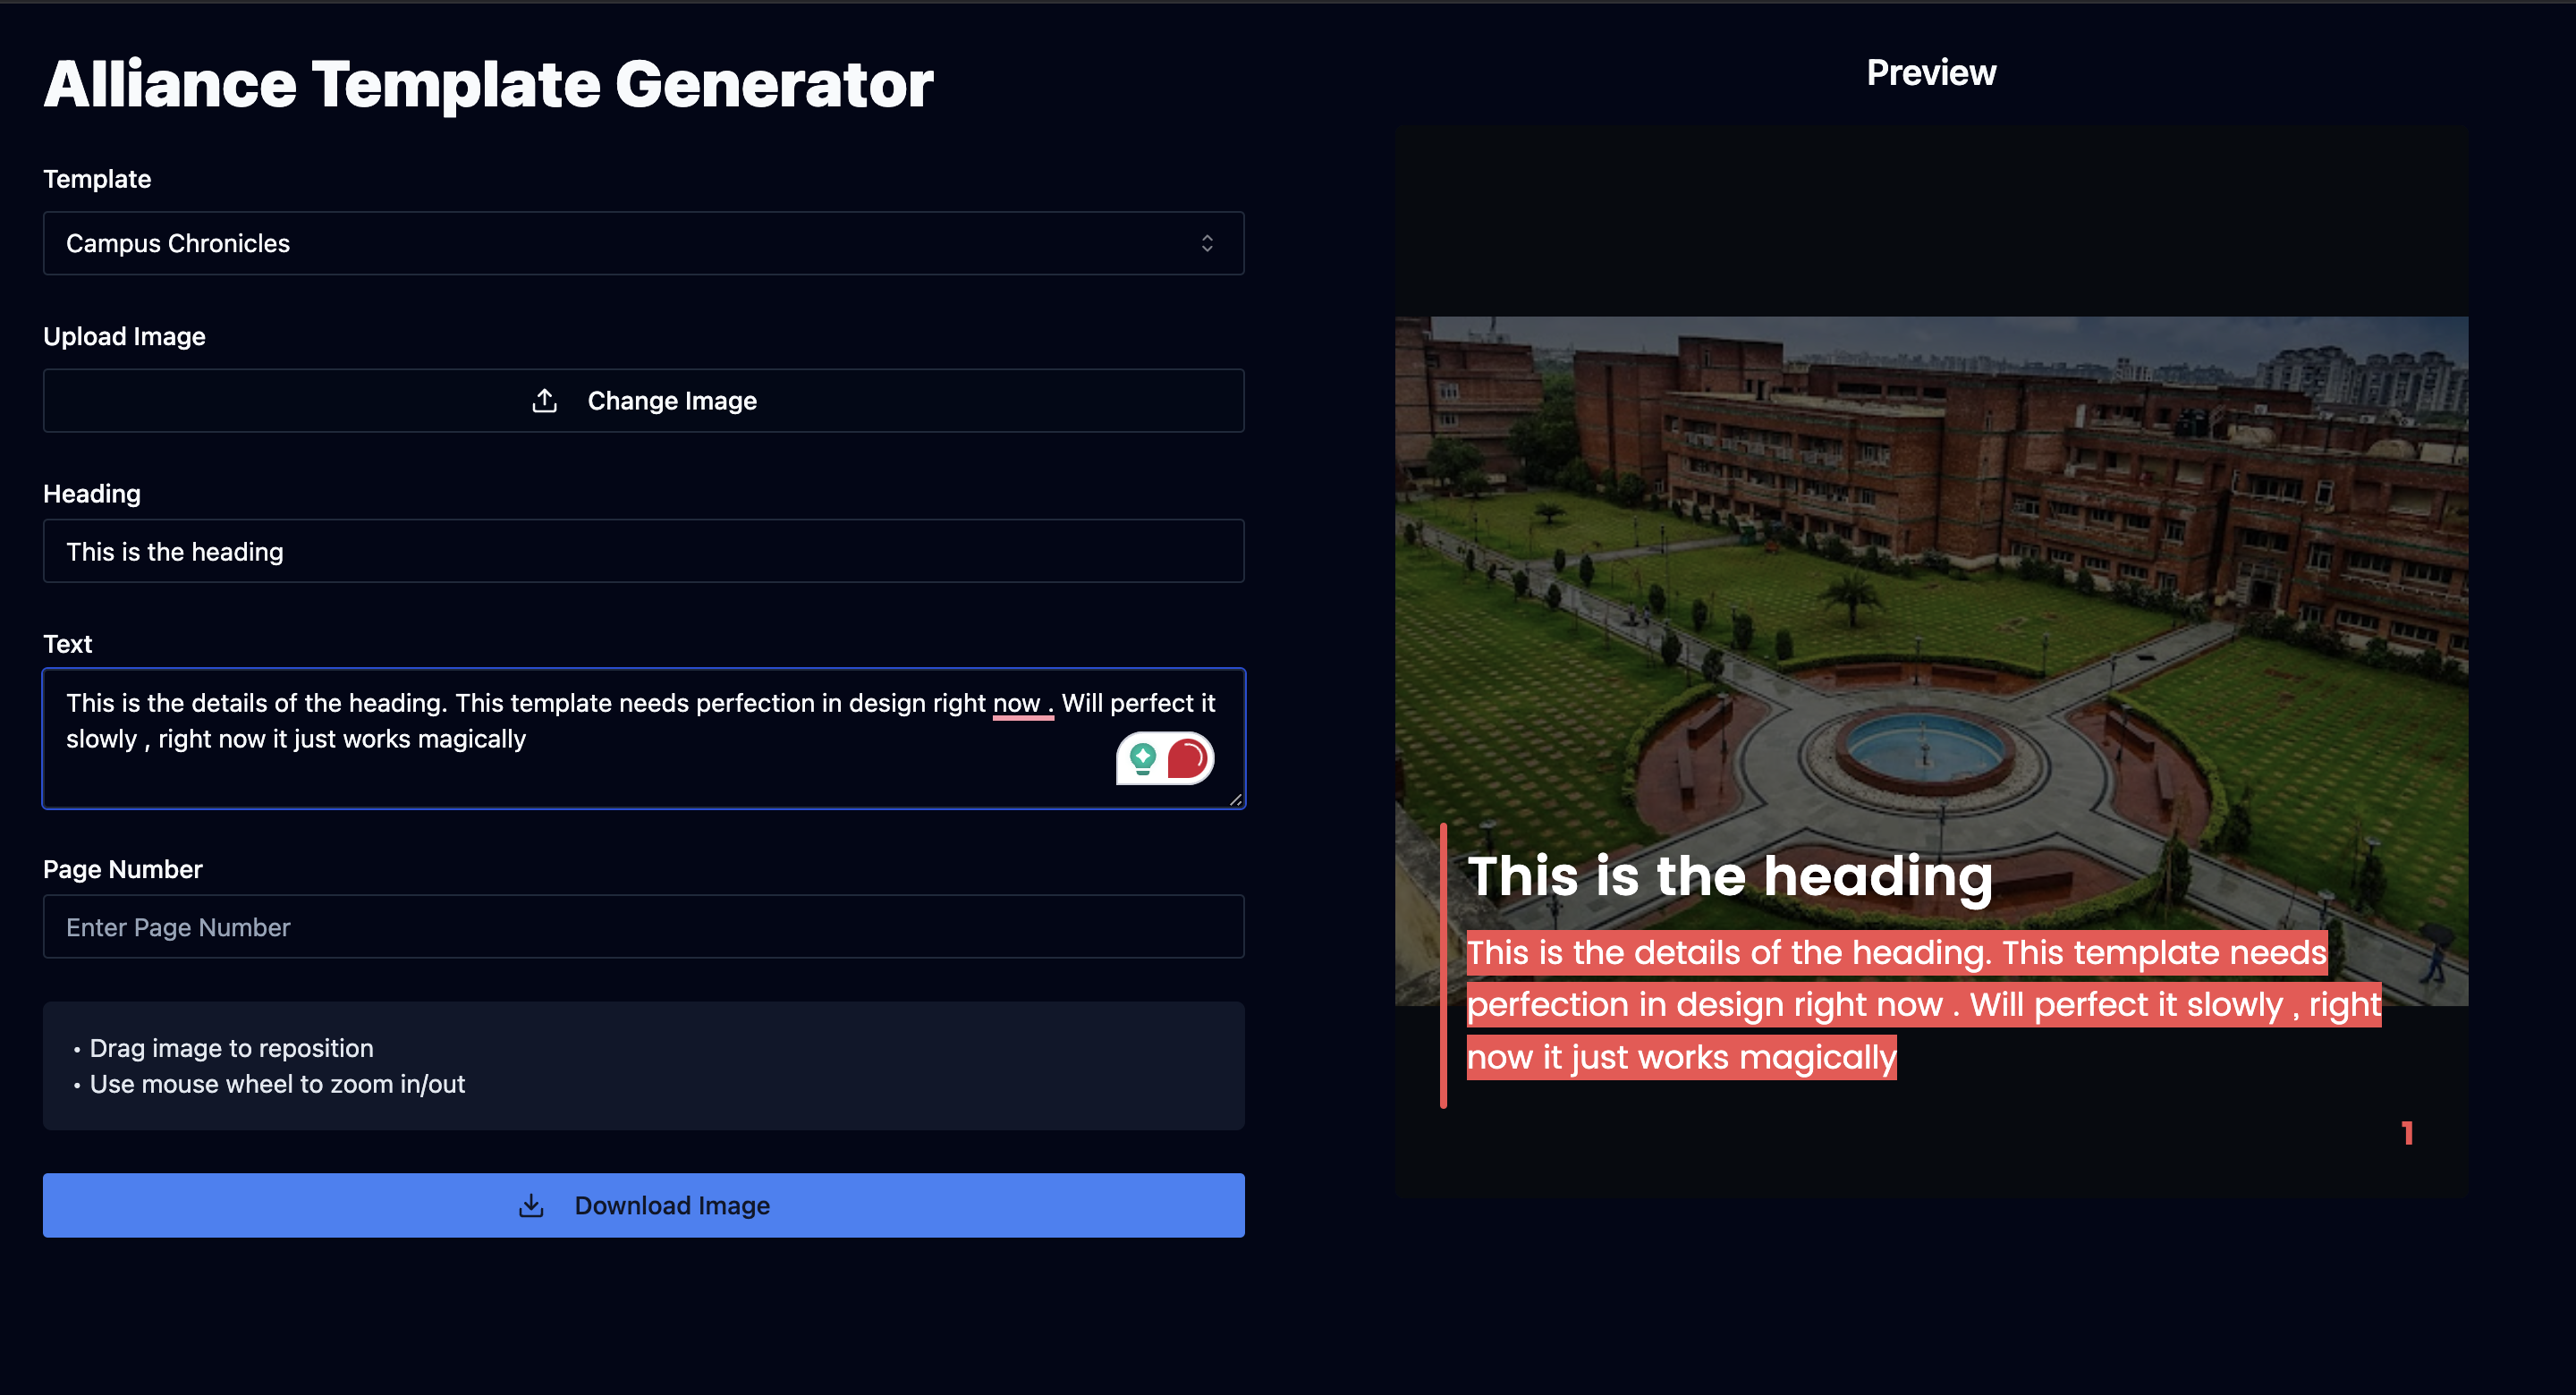 Alliance Template Generator
Template
Campus Chronicles
Upload Image
Change Image
Heading
This is the heading
Text
This is the details of the heading. This template needs perfection in design right now . Will perfect it
slowly , right now it just works magically
Page Number
Enter Page Number
• Drag image to reposition
• Use mouse wheel to zoom in/out
Download Image
Preview
This is the heading
This is the details of the heading. This template needs
perfection in design right now . Will perfect it slowly , right
now it just works magically
1